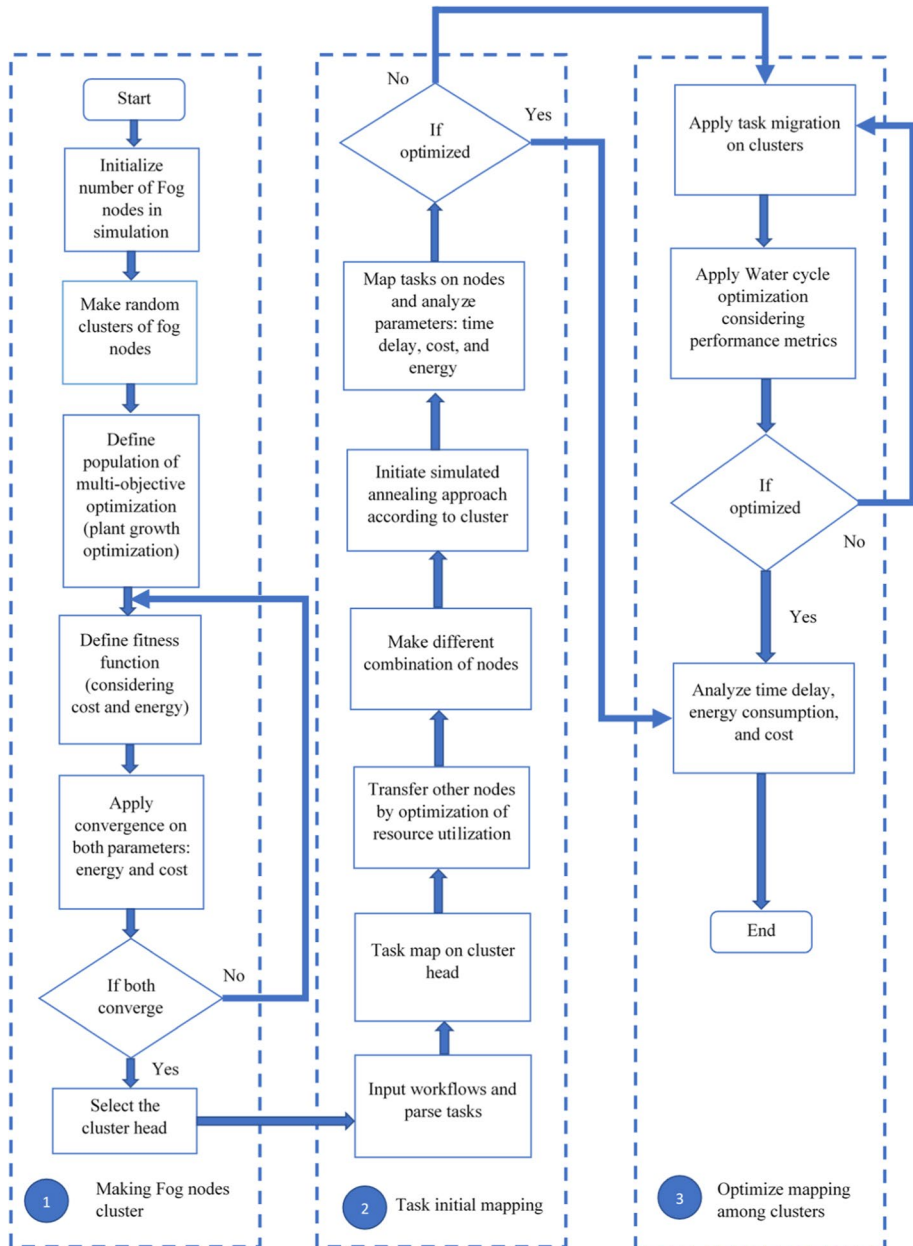 Start
Initialize
number of Fog
nodes in
simulation
Make random
clusters of fog
nodes
Define
population of
multi-objective
optimization
(plant growth
optimization)
Define fitness
function
(considering
cost and energy)
Apply
convergence on
both parameters:
energy and cost
If both
converge
No
Yes
Select the
cluster head
1
Making Fog nodes
cluster
No
If
optimized
Yes
Map tasks on nodes
and analyze
parameters: time
delay, cost, and
energy
Initiate simulated
annealing approach
according to cluster
Make different
combination of nodes
Transfer other nodes
by optimization of
resource utilization
Task map on cluster
head
Input workflows and
parse tasks
2
Task initial mapping
Apply task migration
on clusters
Apply Water cycle
optimization
considering
performance metrics
If
optimized
No
Yes
Analyze time delay,
energy consumption,
and cost
End
3
Optimize mapping
among clusters